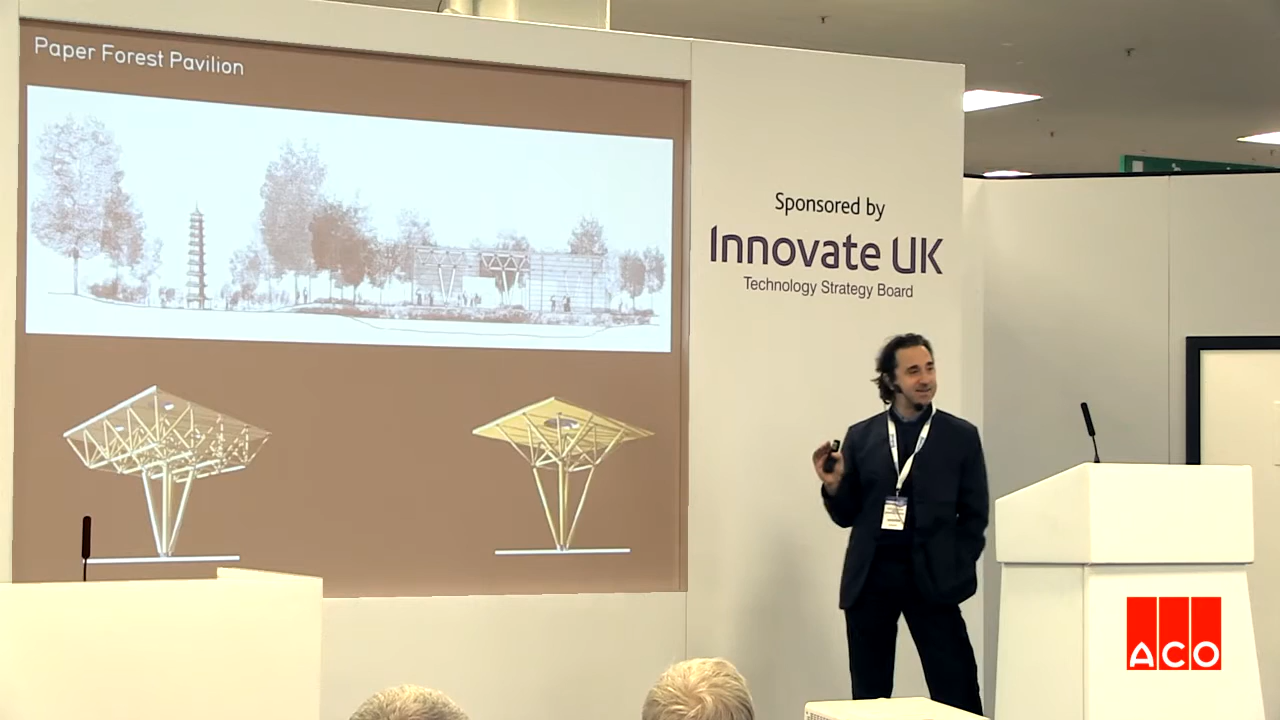 Paper Forest Pavilion
Sponsored by
Innovate UK
Technology Strategy Board
ACO